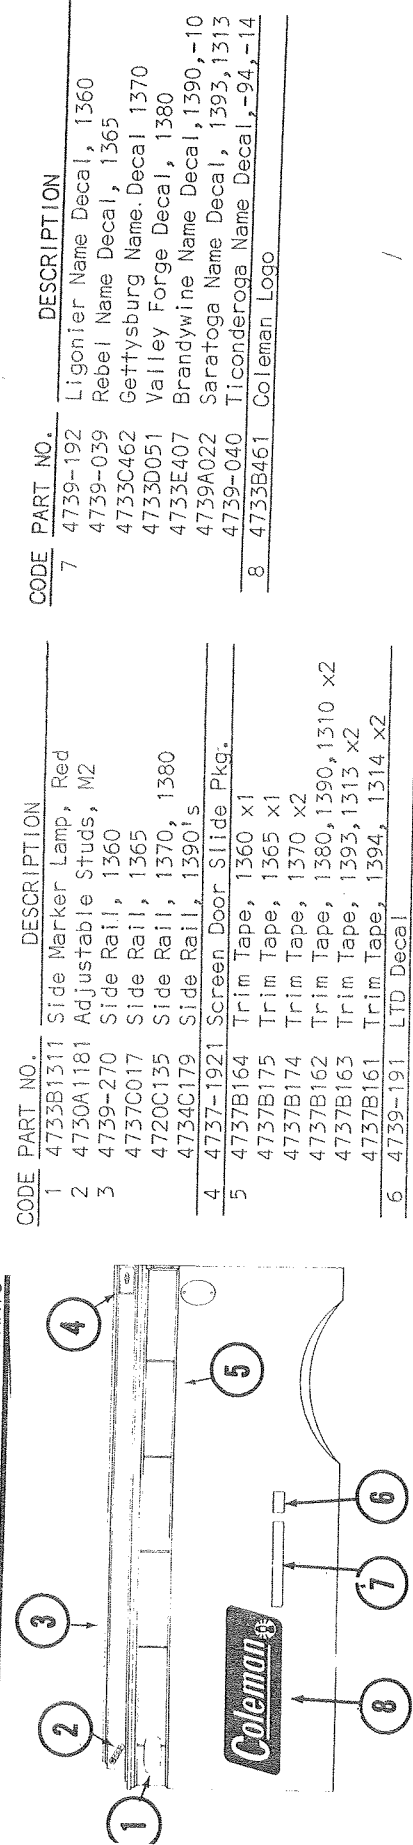 1
2
3
4
5
6
7
8
Coleman
CODE PART NO. DESCRIPTION
1 4733B1311 Side Marker Lamp, Red
2 4730A1181 Adjustable Studs, M2
3 4739-270 Side Rail, 1360
4737C017 Side Rail, 1365
4720C135 Side Rail, 1370, 1380
4734C179 Side Rail, 1390's
4 4737-1921 Screen Door Slide Pkg.
5 4737B164 Trim Tape, 1360 x1
4737B175 Trim Tape, 1365 x1
4737B174 Trim Tape, 1370 x2
4737B162 Trim Tape, 1380,1390,1310 x2
4737B163 Trim Tape, 1393,1313 x2
4737B161 Trim Tape, 1394, 1314 x2
6 4739-191 LTD Decal
CODE PART NO. DESCRIPTION
7 4739-192 Ligonier Name Decal, 1360
4739-039 Rebel Name Decal, 1365
4733C462 Gettysburg Name.Decal 1370
4733D051 Valley Forge Decal, 1380
4733E407 Brandywine Name Decal,1390,-10
4739A022 Saratoga Name Decal, 1393,1313
4739-040 Ticonderoga Name Decal,-94,-14
8 4733B461 Coleman Logo